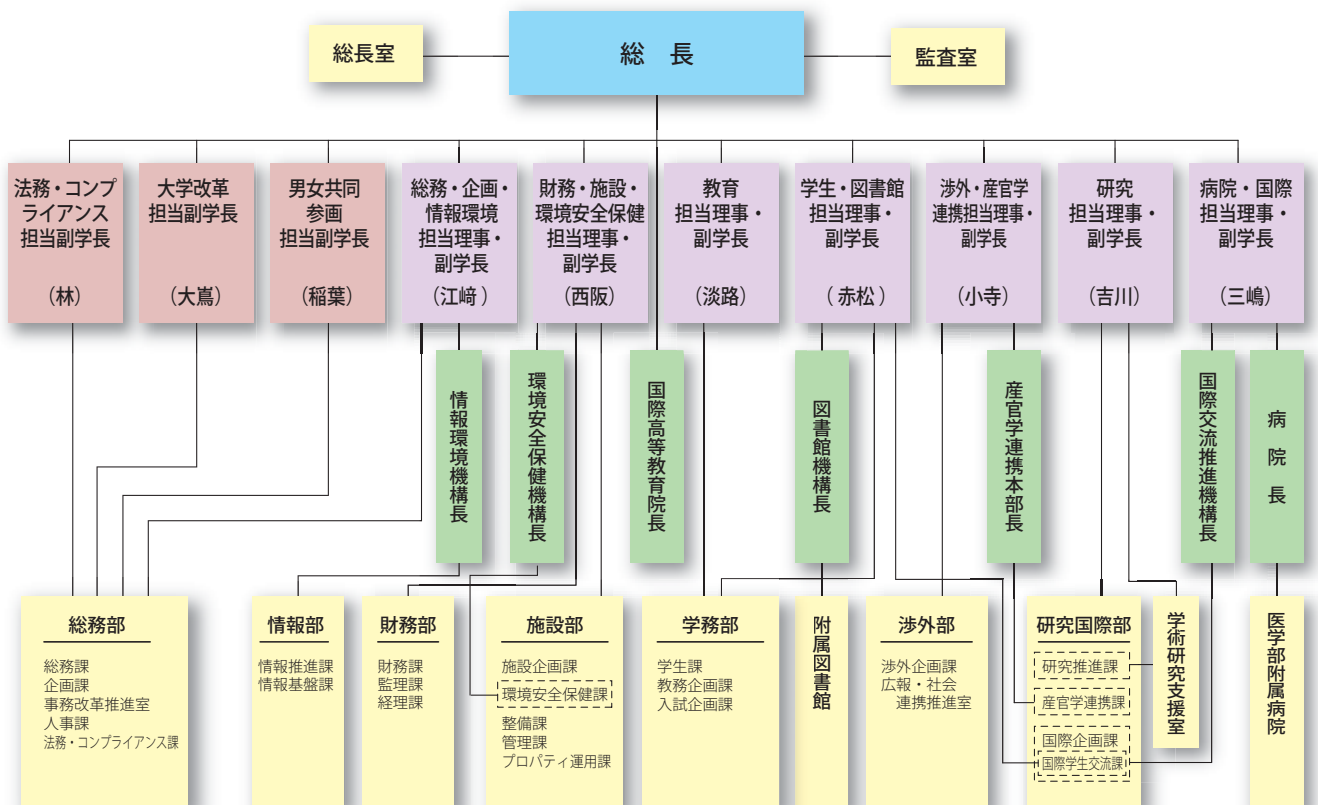 総長室
総 長
監査室
法務・コンプ
ライアンス
担当副学長
(林)
大学改革
担当副学長
(大嶌)
男女共同
参画
担当副学長
(稲葉)
総務・企画・
情報環境
担当理事・
副学長
(江﨑)
財務・施設・
環境安全保健
担当理事・
副学長
(西阪)
教育
担当理事・
副学長
(淡路)
学生・図書館
担当理事・
副学長
(赤松)
渉外・産官学
連携担当理事・
副学長
(小寺)
研究
担当理事・
副学長
(吉川)
病院・国際
担当理事・
副学長
(三嶋)
情報環境機構長
環境安全保健機構長
国際高等教育院長
図書館機構長
産官学連携本部長
国際交流推進機構長
病院長
総務部
総務課
企画課
事務改革推進室
人事課
法務・コンプライアンス課
情報部
情報推進課
情報基盤課
財務部
財務課
監理課
経理課
施設部
施設企画課
環境安全保健課
整備課
管理課
プロパティ運用課
学務部
学生課
教務企画課
入試企画課
附属図書館
渉外部
渉外企画課
広報・社会
連携推進室
研究国際部
研究推進課
産官学連携課
国際企画課
国際学生交流課
学術研究支援室
医学部附属病院